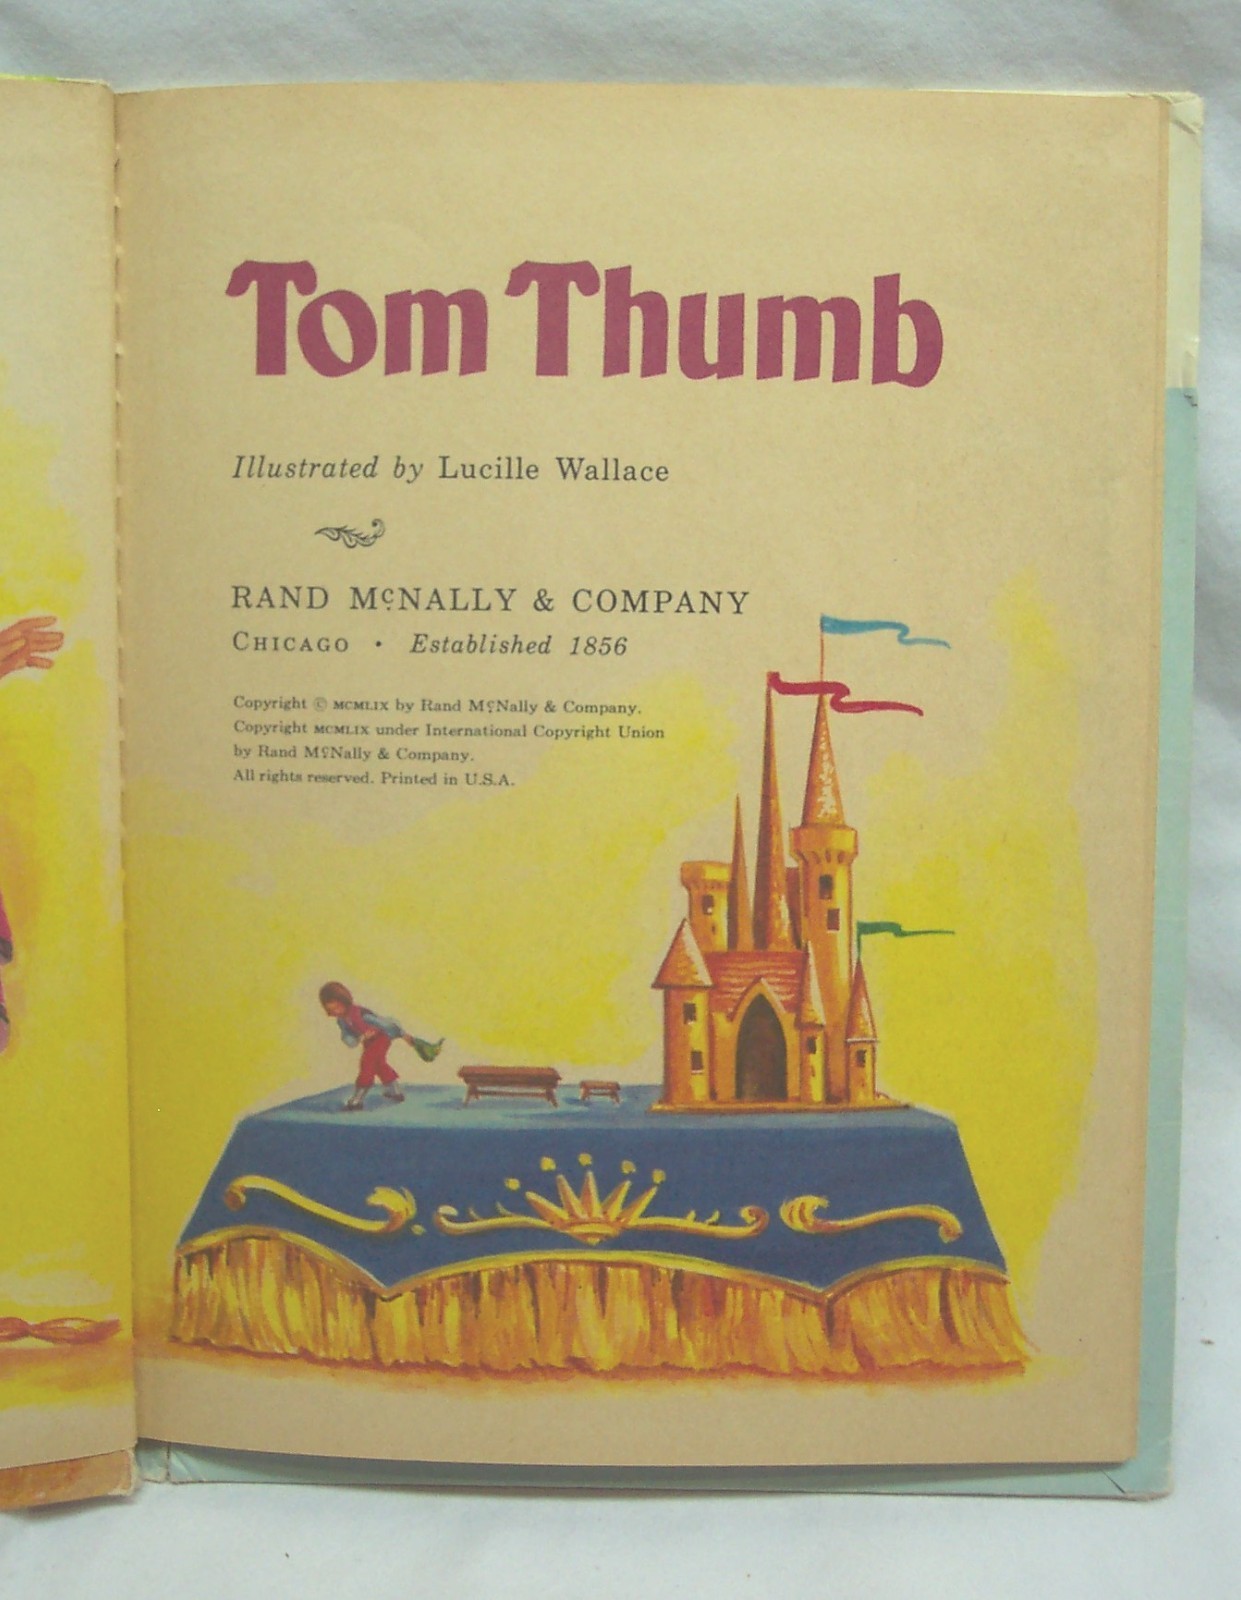 Tom Thumb
Illustrated by Lucille Wallace
RAND McNALLY & COMPANY
CHICAGO • Established 1856
Copyright © MCMLIX by Rand McNally & Company.
Copyright MCMLIX under International Copyright Union
by Rand McNally & Company.
All rights reserved. Printed in U.S.A.